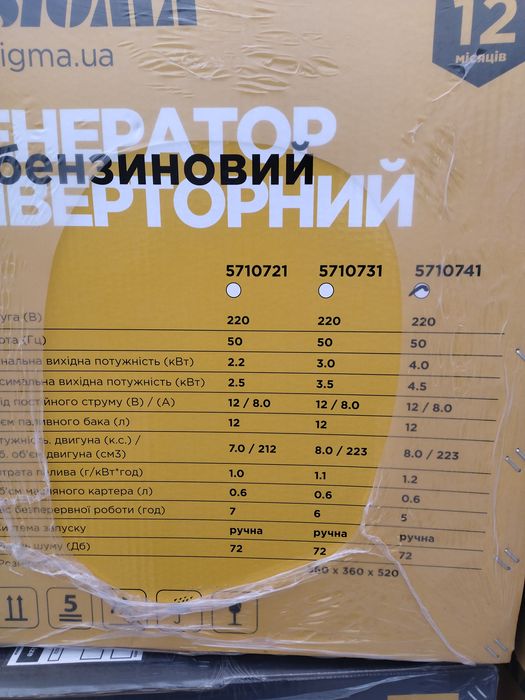 SIGMA
igma.ua
12
місяців
ЕНЕРАТОР
бензиновий
НВЕРТОРНИЙ
5710721 5710731 5710741
уга (В) 220 220 220
ота (Гц) 50 50 50
нальна вихідна потужність (кВт) 2.2 3.0 4.0
симальна вихідна потужність (кВт) 2.5 3.5 4.5
ід постійного струму (В) / (А) 12 / 8.0 12 / 8.0 12 / 8.0
єм паливного бака (л) 12 12 12
тужність, двигуна (к.с.) /
б. об'єм двигуна (см3) 7.0 / 212 8.0 / 223 8.0 / 223
трата палива (г/кВт*год) 1.0 1.1 1.2
б'єм масляного картера (л) 0.6 0.6 0.6
ас безперервної роботи (год) 7 6 5
Система запуску ручна ручна ручна
шуму (Дб) 72 72 72
360 x 520
5